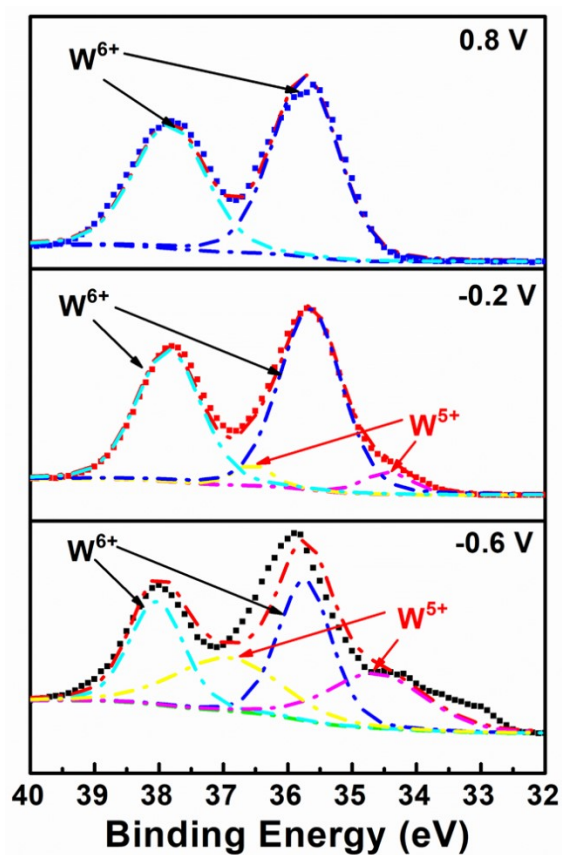 0.8 V
W⁶⁺
-0.2 V
W⁶⁺
W⁵⁺
-0.6 V
W⁶⁺
W⁵⁺
40 39 38 37 36 35 34 33 32
Binding Energy (eV)